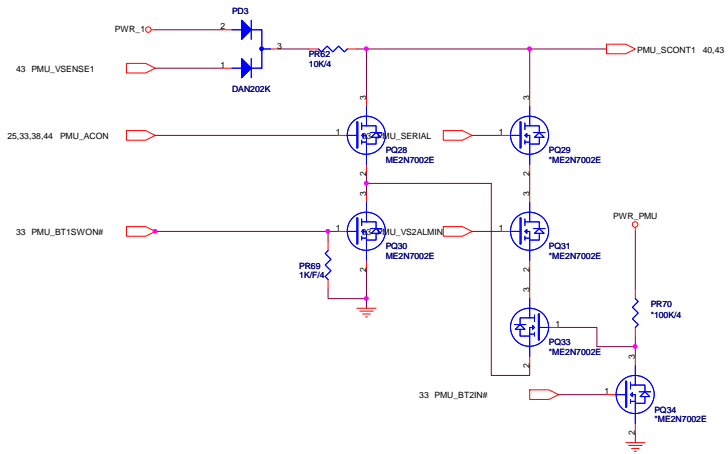 PD3
PWR_1
2
3
PR62
10K/4
PMU_SCONT1 40,43
43 PMU_VSENSE1
1
DAN202K
3
3
25,33,38,44 PMU_ACON
1
PMU_SERIAL
1
PQ28
ME2N7002E
PQ29
*ME2N7002E
2
2
3
3
PWR_PMU
33 PMU_BT1SWON#
1
PMU_VS2ALMIN
1
PQ30
ME2N7002E
PQ31
*ME2N7002E
PR69
1K/F/4
2
2
3
PR70
*100K/4
1
PQ33
*ME2N7002E
2
3
33 PMU_BT2IN#
1
PQ34
*ME2N7002E
2